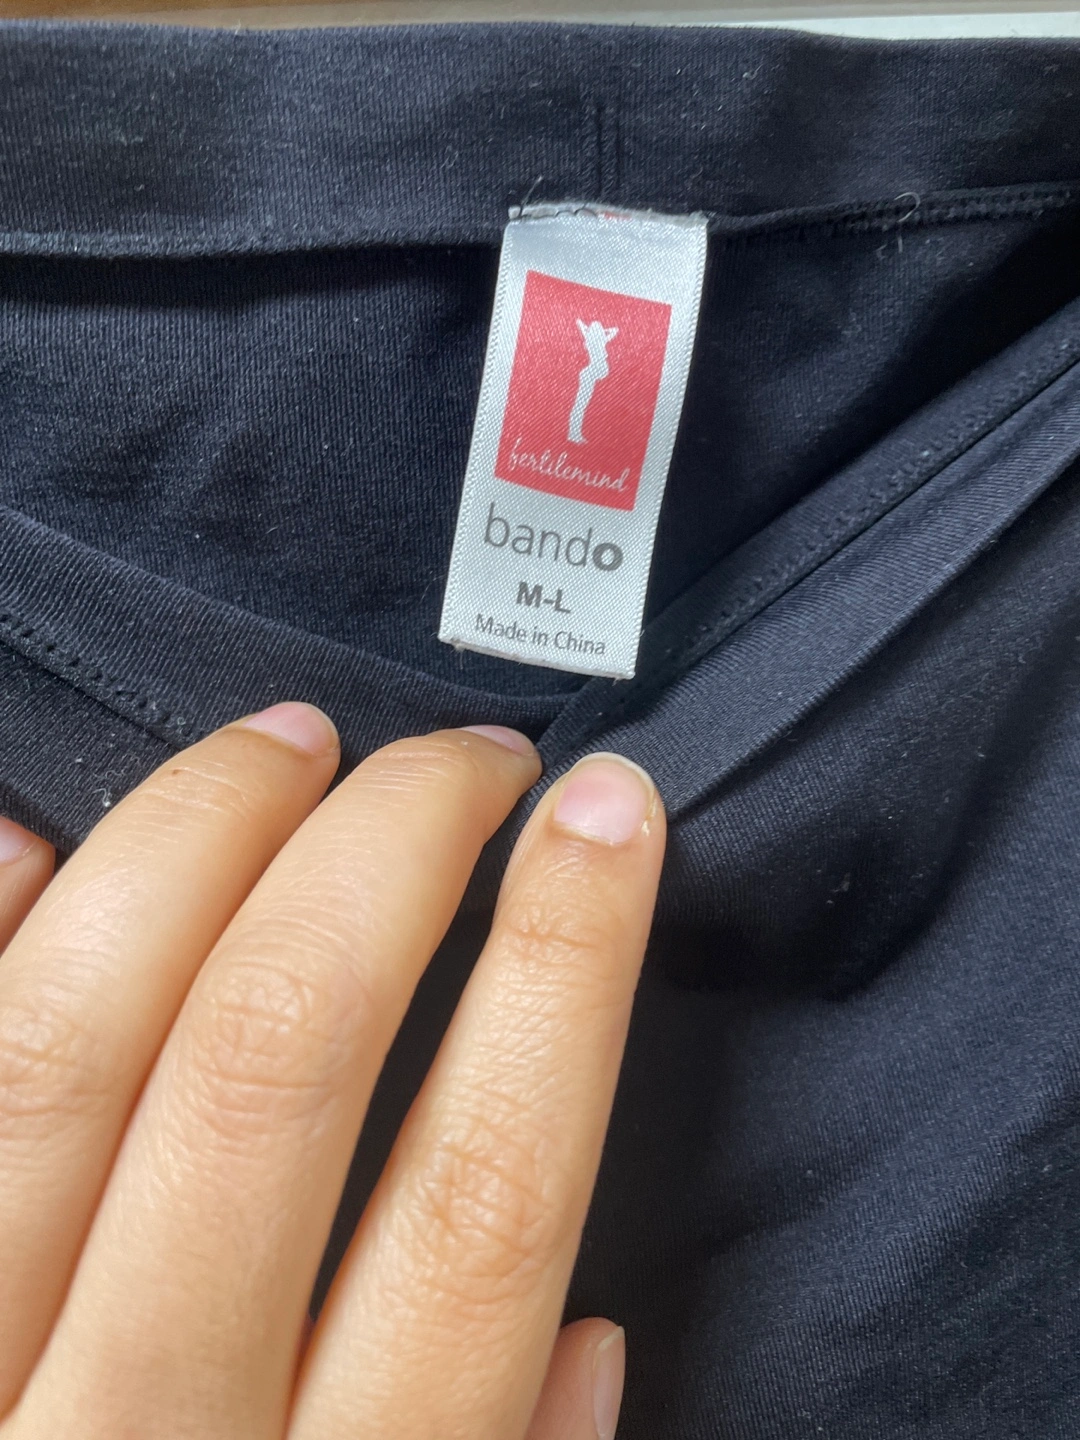 fertilemind
bando
M-L
Made in China